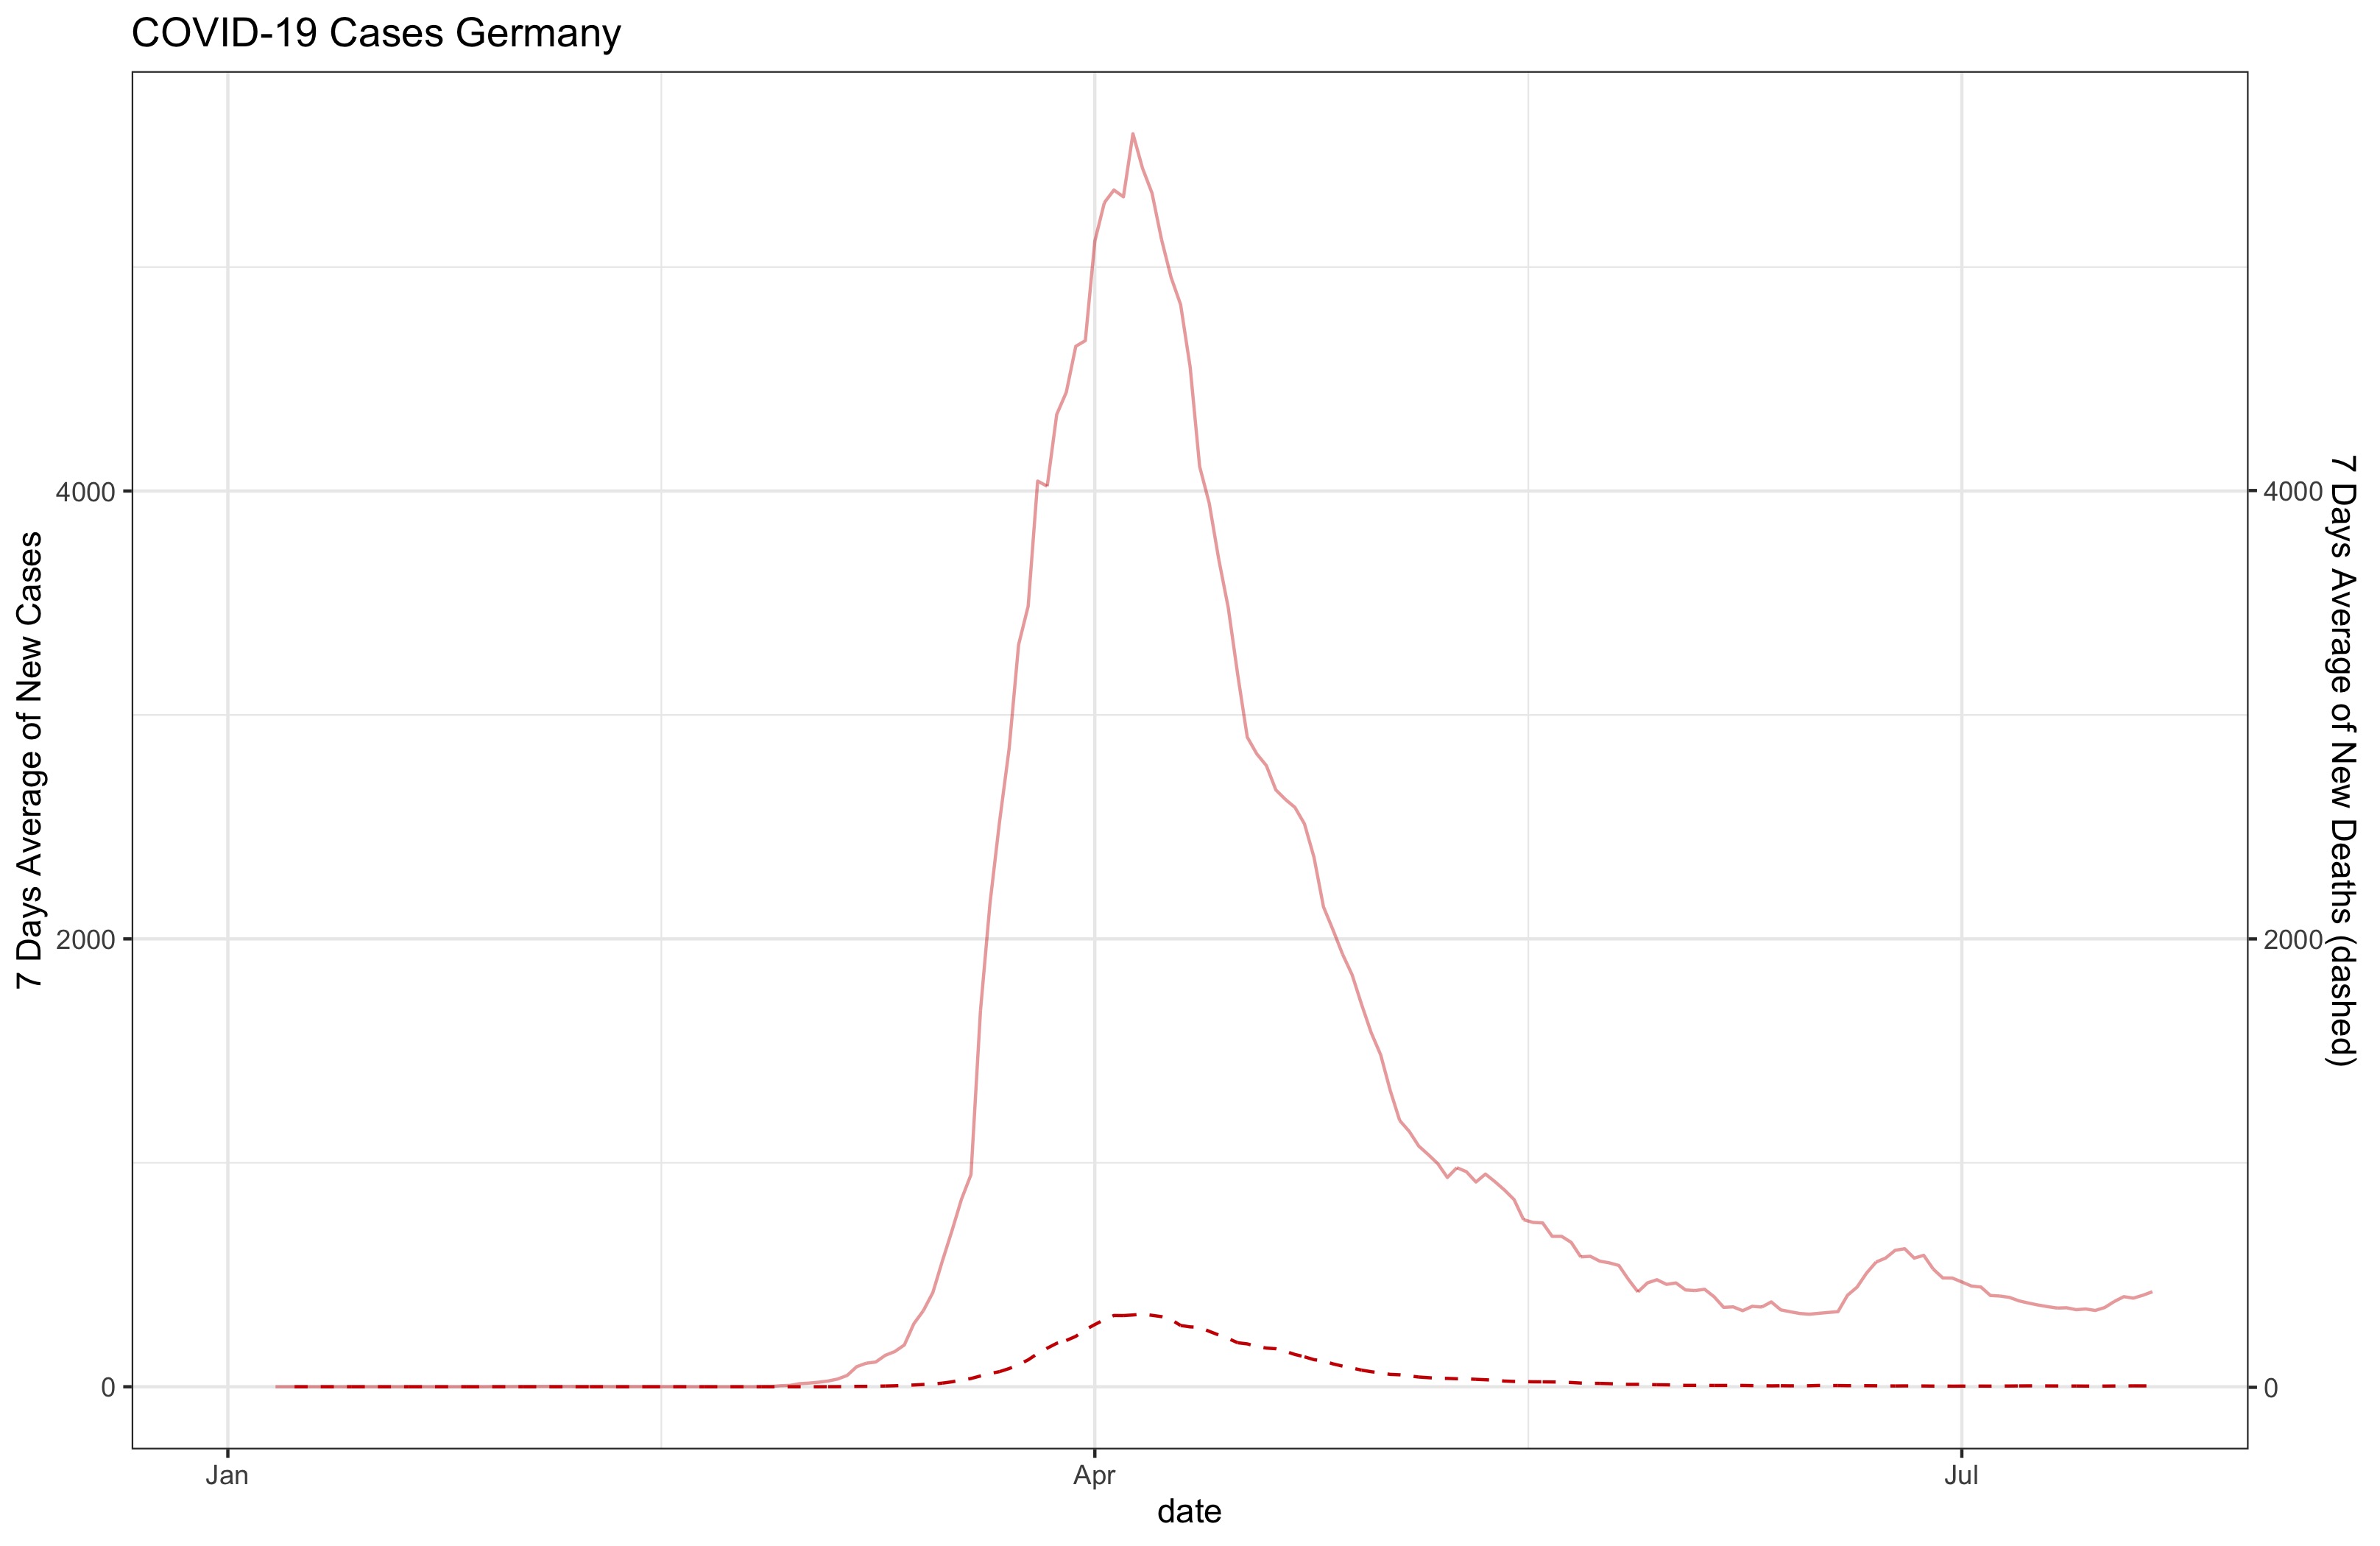 COVID-19 Cases Germany
7 Days Average of New Cases
4000
2000
0
4000
2000
0
7 Days Average of New Deaths (dashed)
Jan
Apr
Jul
date